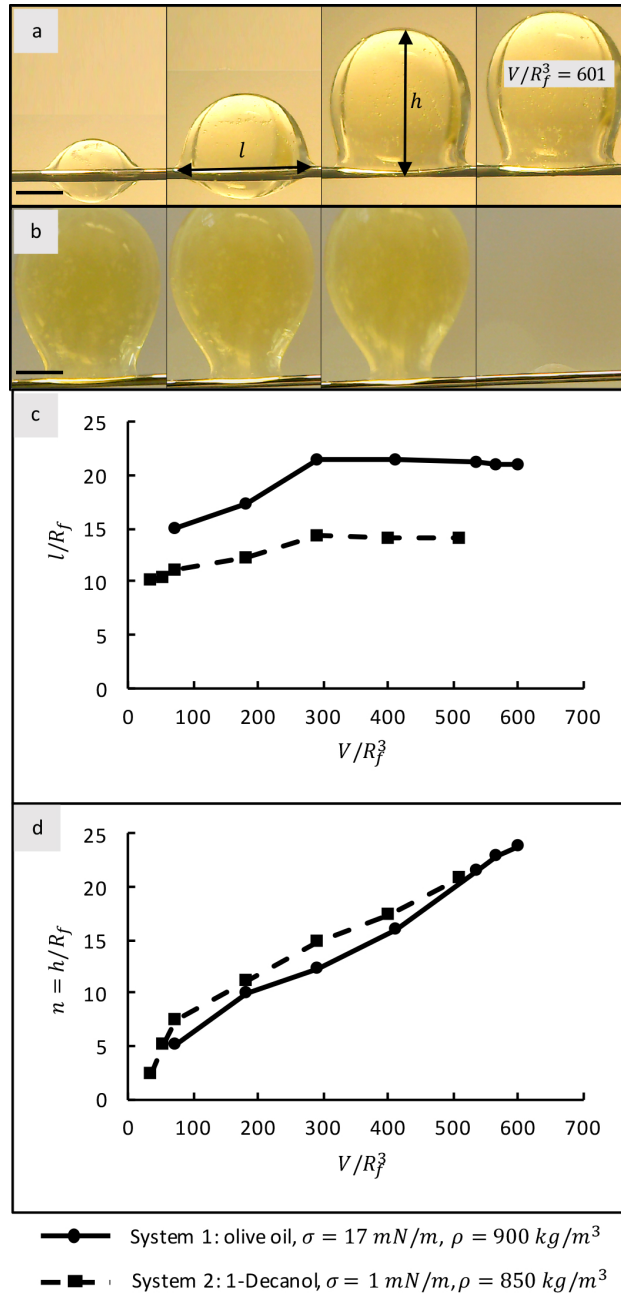 a
l
h
V/R_f^3 = 601
b
c
25
20
15
10
5
0
l/R_f
0 100 200 300 400 500 600 700
V/R_f^3
d
25
20
15
10
5
0
n = h/R_f
0 100 200 300 400 500 600 700
V/R_f^3
System 1: olive oil, σ = 17 mN/m, ρ = 900 kg/m^3
System 2: 1-Decanol, σ = 1 mN/m, ρ = 850 kg/m^3